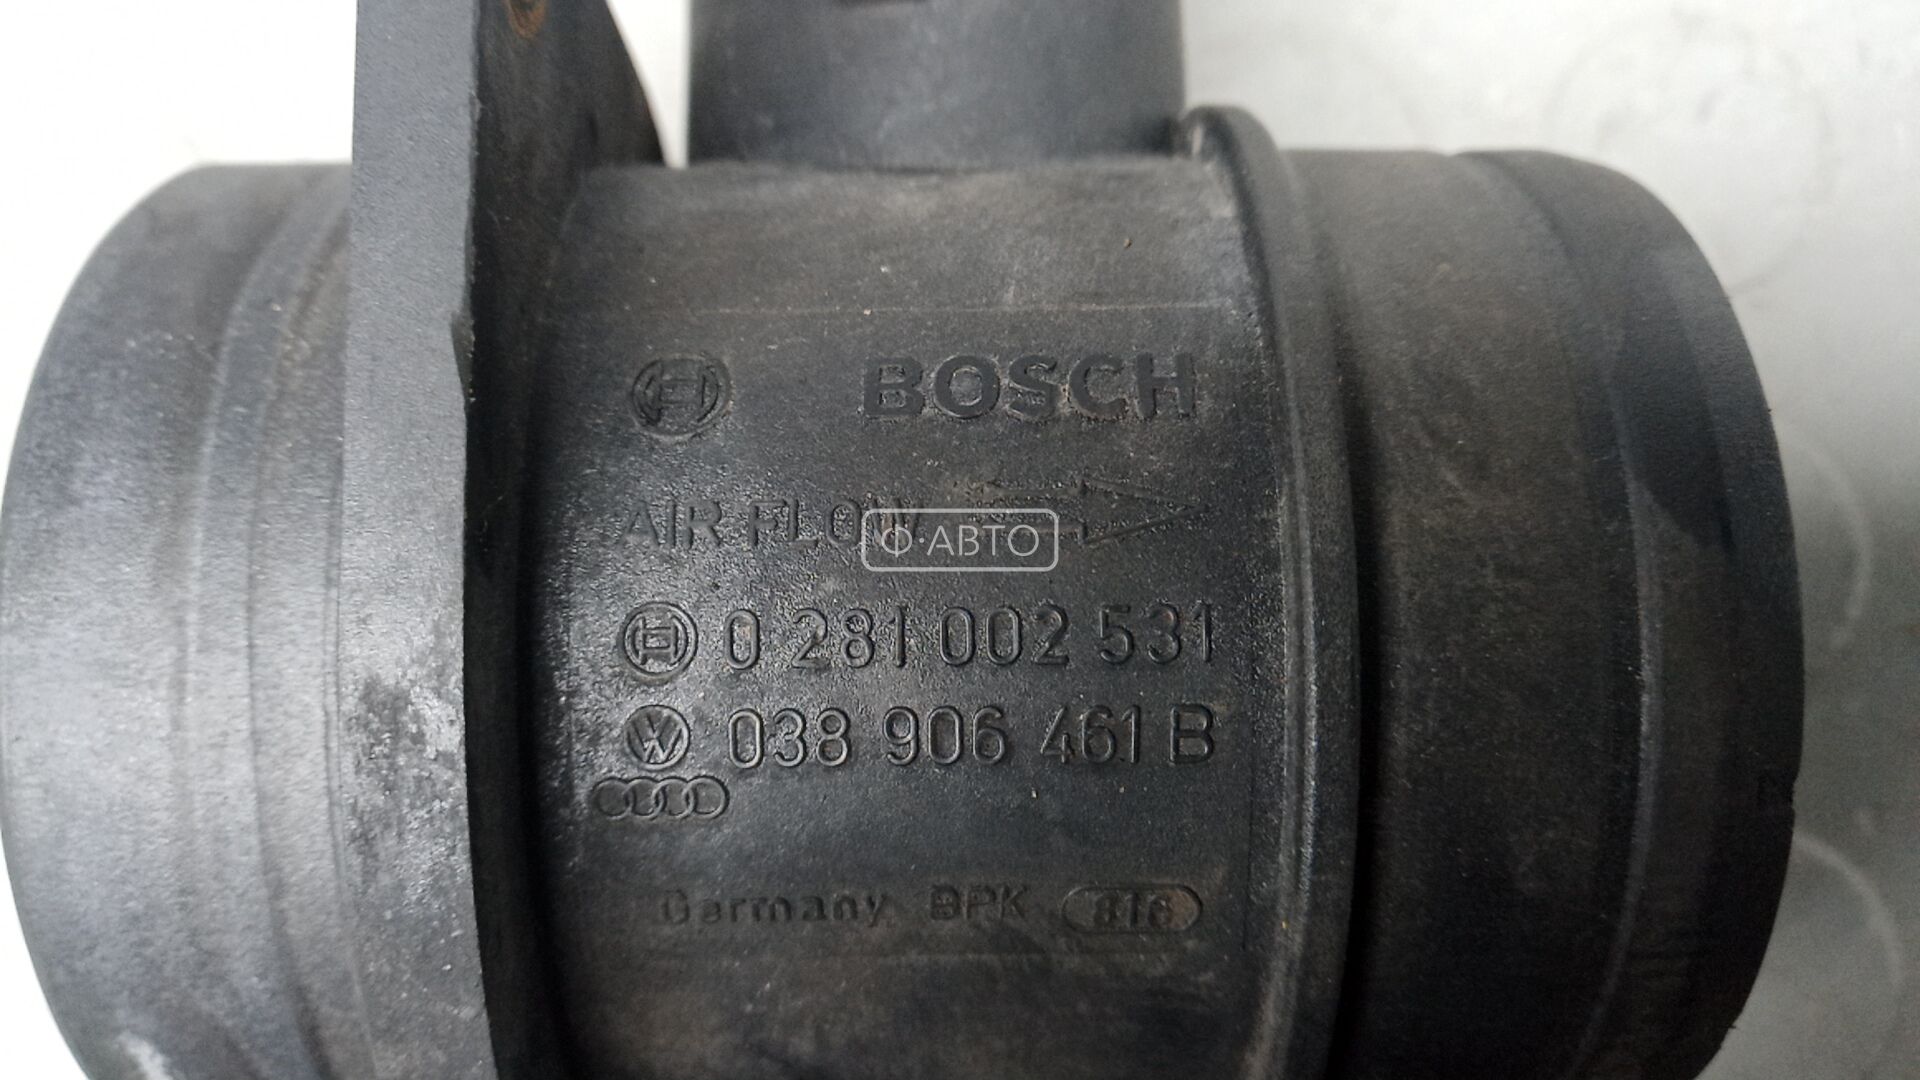 BOSCH
AIR FLOW
Ф·АВТО
0 281 002 531
038 906 461 B
Germany BPK 816